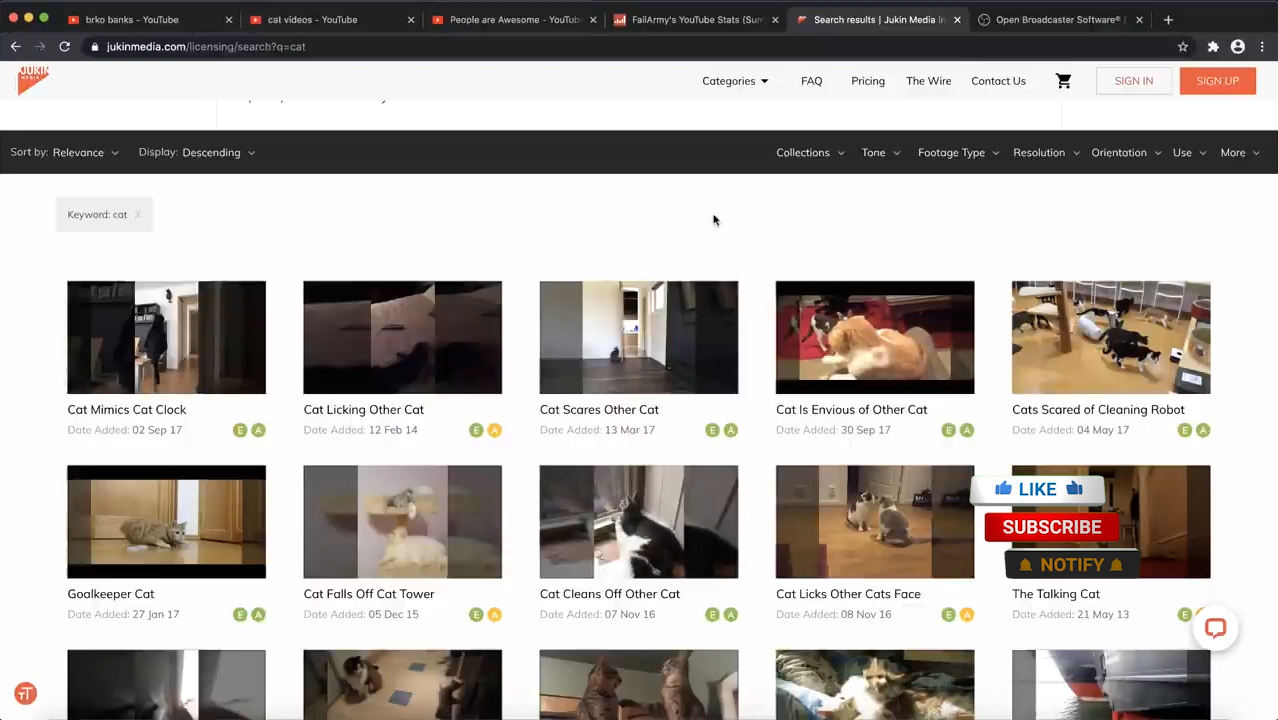 brko banks - YouTube
cat videos - YouTube
People are Awesome - YouTu
FailArmy's YouTube Stats (Sum
Search results | Jukin Media In
Open Broadcaster Software® |
jukinmedia.com/licensing/search?q=cat
JUKIN
MEDIA
Categories
FAQ
Pricing
The Wire
Contact Us
SIGN IN
SIGN UP
Sort by: Relevance
Display: Descending
Collections
Tone
Footage Type
Resolution
Orientation
Use
More
Keyword: cat X
Cat Mimics Cat Clock
Date Added: 02 Sep 17 E A
Cat Licking Other Cat
Date Added: 12 Feb 14 E A
Cat Scares Other Cat
Date Added: 13 Mar 17 E A
Cat Is Envious of Other Cat
Date Added: 30 Sep 17 E A
Cats Scared of Cleaning Robot
Date Added: 04 May 17 E A
LIKE
SUBSCRIBE
NOTIFY
Goalkeeper Cat
Date Added: 27 Jan 17 E A
Cat Falls Off Cat Tower
Date Added: 05 Dec 15 E A
Cat Cleans Off Other Cat
Date Added: 07 Nov 16 E A
Cat Licks Other Cats Face
Date Added: 08 Nov 16 E A
The Talking Cat
Date Added: 21 May 13 E
TT